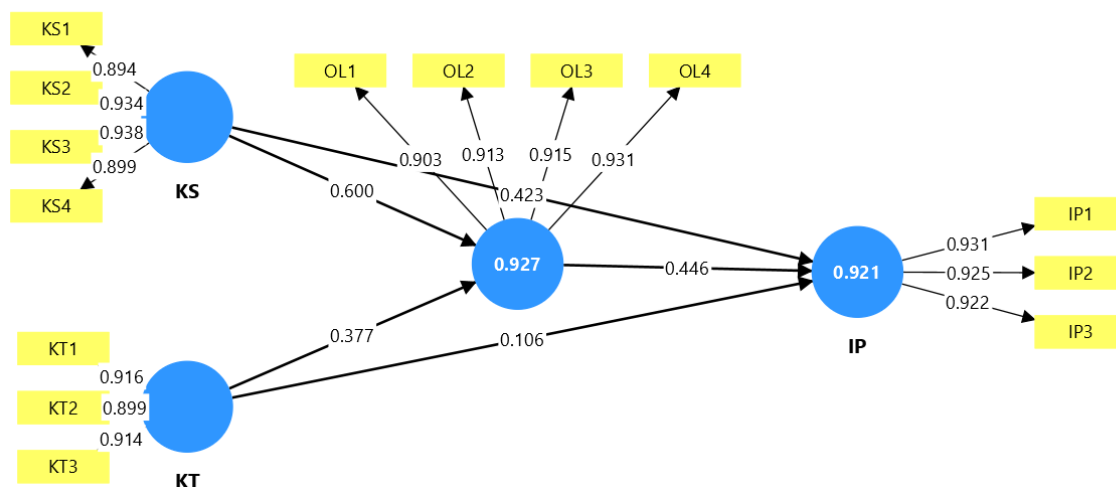 KS1
0.894
KS2
0.934
KS3
0.938
0.899
KS4
KS
OL1
OL2
OL3
OL4
0.903
0.913
0.915
0.931
0.600
0.423
0.927
0.446
0.921
0.377
0.106
IP
IP1
0.931
0.925
IP2
0.922
IP3
KT1
0.916
KT2
0.899
0.914
KT3
KT